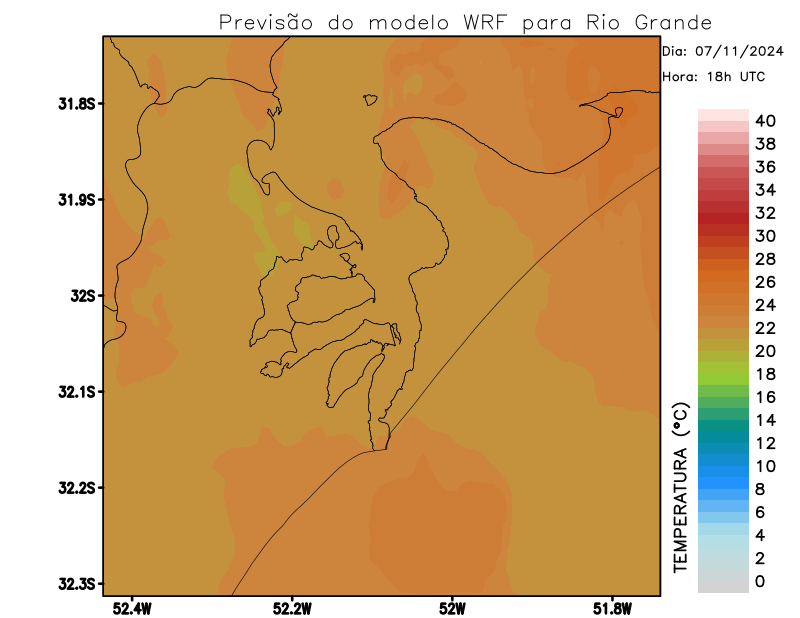 Previsão do modelo WRF para Rio Grande
Dia: 07/11/2024
Hora: 18h UTC
31.8S
31.9S
32S
32.1S
32.2S
32.3S
52.4W
52.2W
52W
51.8W
40
38
36
34
32
30
28
26
24
22
20
18
16
14
12
10
8
6
4
2
0
TEMPERATURA (°C)